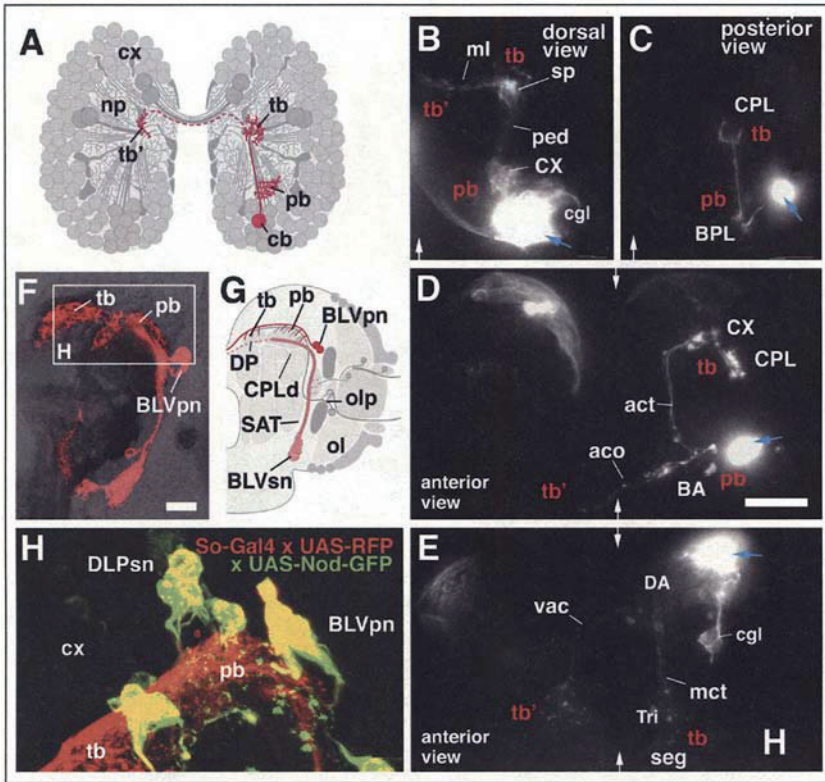 A
cx
np
tb
tb'
pb
cb
B
dorsal view
ml
tb
sp
tb'
ped
CX
pb
cgl
C
posterior view
CPL
tb
pb
BPL
D
CX
tb
CPL
act
aco
BA
pb
tb'
anterior view
E
DA
vac
cgl
mct
tb'
Tri
tb
seg
H
anterior view
F
tb
pb
H
BLVpn
G
tb
pb
BLVpn
DP
CPLd
olp
SAT
ol
BLVsn
H
So-Gal4 x UAS-RFP
x UAS-Nod-GFP
DLPsn
BLVpn
cx
pb
tb